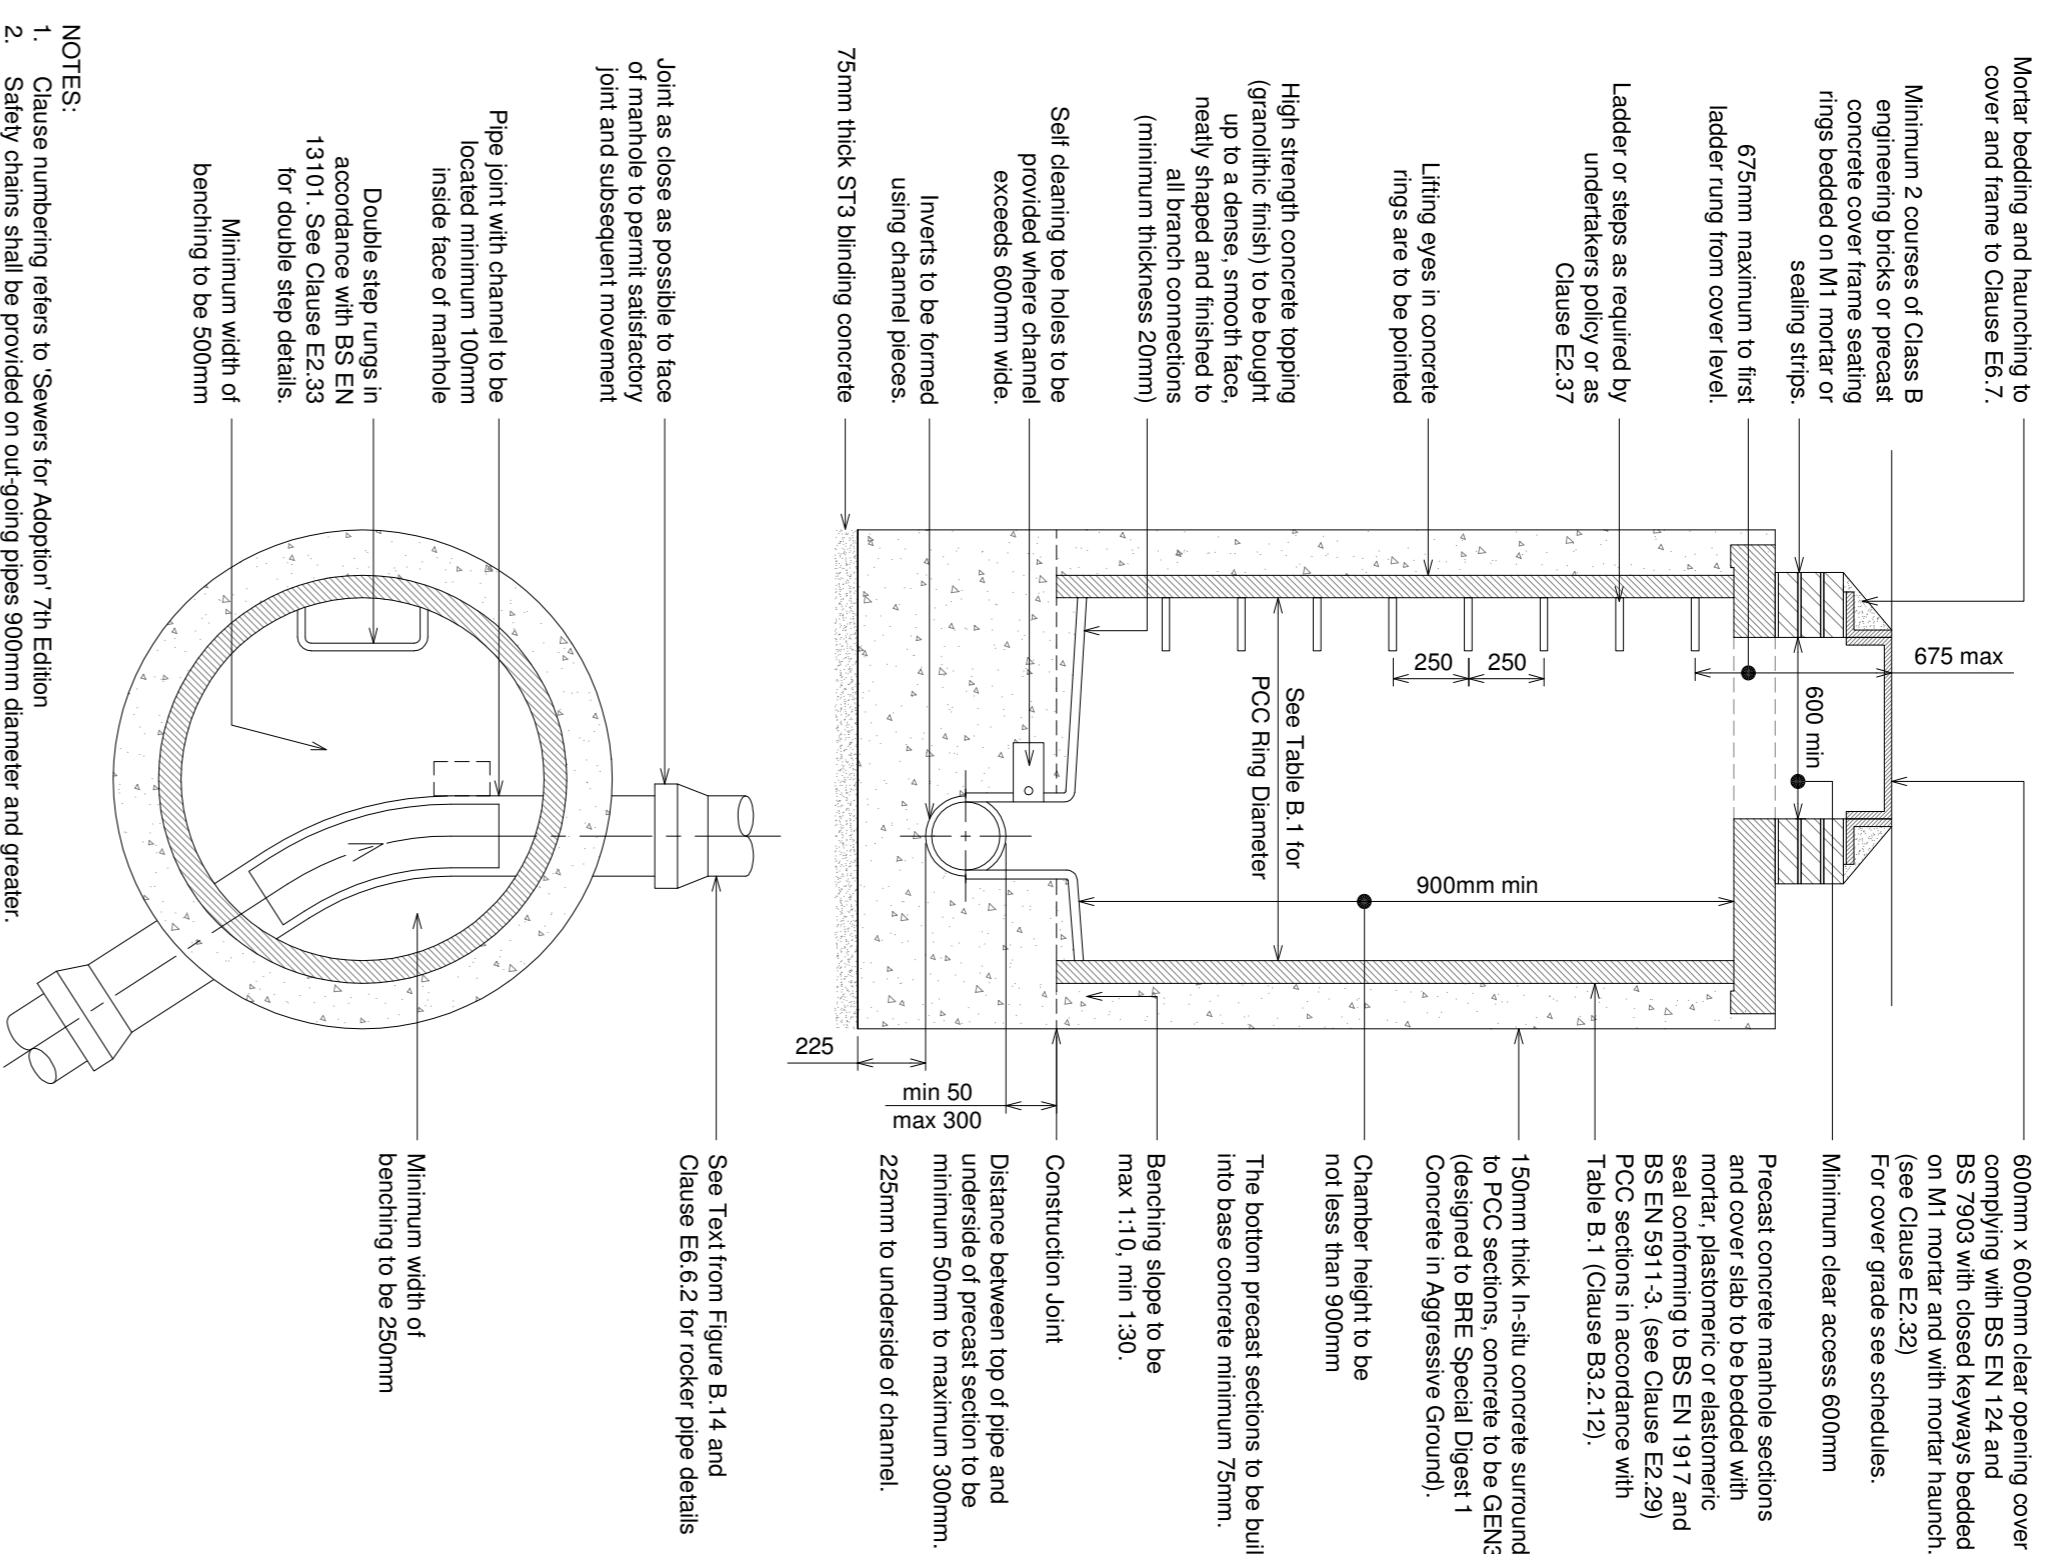 Mortar bedding and haunching to
cover and frame to Clause E6.7.
Minimum 2 courses of Class B
engineering bricks or precast
concrete cover frame seating
rings bedded on M1 mortar or
sealing strips.
675mm maximum to first
ladder rung from cover level.
Ladder or steps as required by
undertakers policy or as
Clause E2.37
Lifting eyes in concrete
rings are to be pointed
High strength concrete topping
(granolithic finish) to be bought
up to a dense, smooth face,
neatly shaped and finished to
all branch connections
(minimum thickness 20mm)
Self cleaning toe holes to be
provided where channel
exceeds 600mm wide.
Inverts to be formed
using channel pieces.
75mm thick ST3 blinding concrete
675 max
600 min
250
250
See Table B.1 for
PCC Ring Diameter
900mm min
225
min 50
max 300
600mm x 600mm clear opening cover
complying with BS EN 124 and
BS 7903 with closed keyways bedded
on M1 mortar and with mortar haunch.
(see Clause E2.32)
For cover grade see schedules.
Minimum clear access 600mm
Precast concrete manhole sections
and cover slab to be bedded with
mortar, plastomeric or elastomeric
seal conforming to BS EN 1917 and
BS EN 5911-3. (see Clause E2.29)
PCC sections in accordance with
Table B.1 (Clause B3.2.12).
150mm thick In-situ concrete surround
to PCC sections, concrete to be GEN3
(designed to BRE Special Digest 1
Concrete in Aggressive Ground).
Chamber height to be
not less than 900mm
The bottom precast sections to be buil
into base concrete minimum 75mm.
Benching slope to be
max 1:10, min 1:30.
Construction Joint
Distance between top of pipe and
underside of precast section to be
minimum 50mm to maximum 300mm.
225mm to underside of channel.
Joint as close as possible to face
of manhole to permit satisfactory
joint and subsequent movement
Pipe joint with channel to be
located minimum 100mm
inside face of manhole
Double step rungs in
accordance with BS EN
13101. See Clause E2.33
for double step details.
Minimum width of
benching to be 500mm
See Text from Figure B.14 and
Clause E6.6.2 for rocker pipe details
Minimum width of
benching to be 250mm
NOTES:
1. Clause numbering refers to 'Sewers for Adoption' 7th Edition
2. Safety chains shall be provided on out-going pipes 900mm diameter and greater.